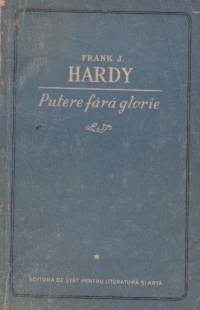 FRANK J.
HARDY
Putere fără glorie
EDITURA DE STAT PENTRU LITERATURĂ ȘI ARTĂ